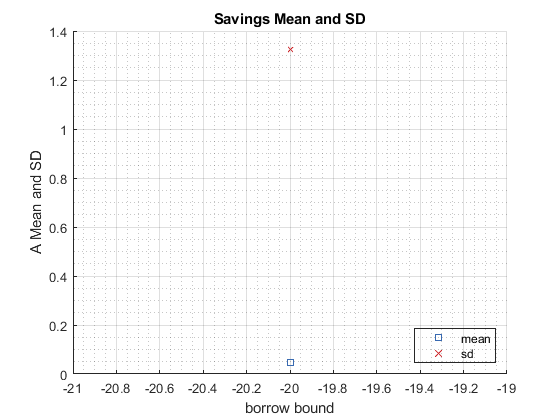 Savings Mean and SD
A Mean and SD
1.4
1.2
1
0.8
0.6
0.4
0.2
0
-21 -20.8 -20.6 -20.4 -20.2 -20 -19.8 -19.6 -19.4 -19.2 -19
borrow bound
mean
sd